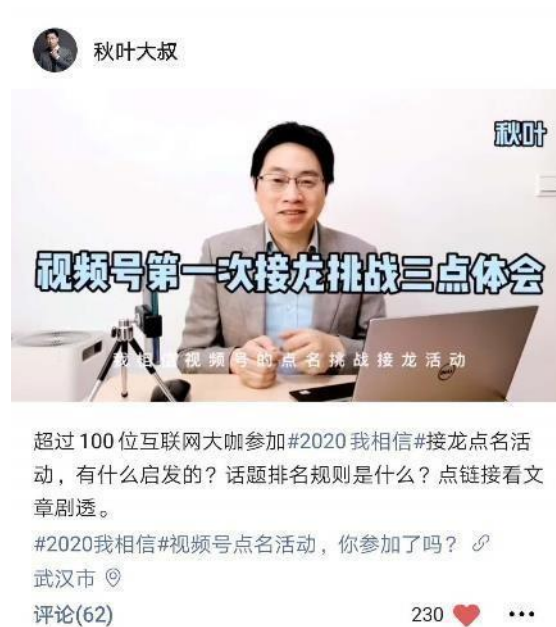 秋叶大叔
秋叶
视频号第一次接龙挑战三点体会
我相信视频号的点名挑战接龙活动
DELL
超过100位互联网大咖参加#2020我相信#接龙点名活
动，有什么启发的？话题排名规则是什么？点链接看文
章剧透。
#2020我相信#视频号点名活动，你参加了吗？
武汉市
评论(62)
230